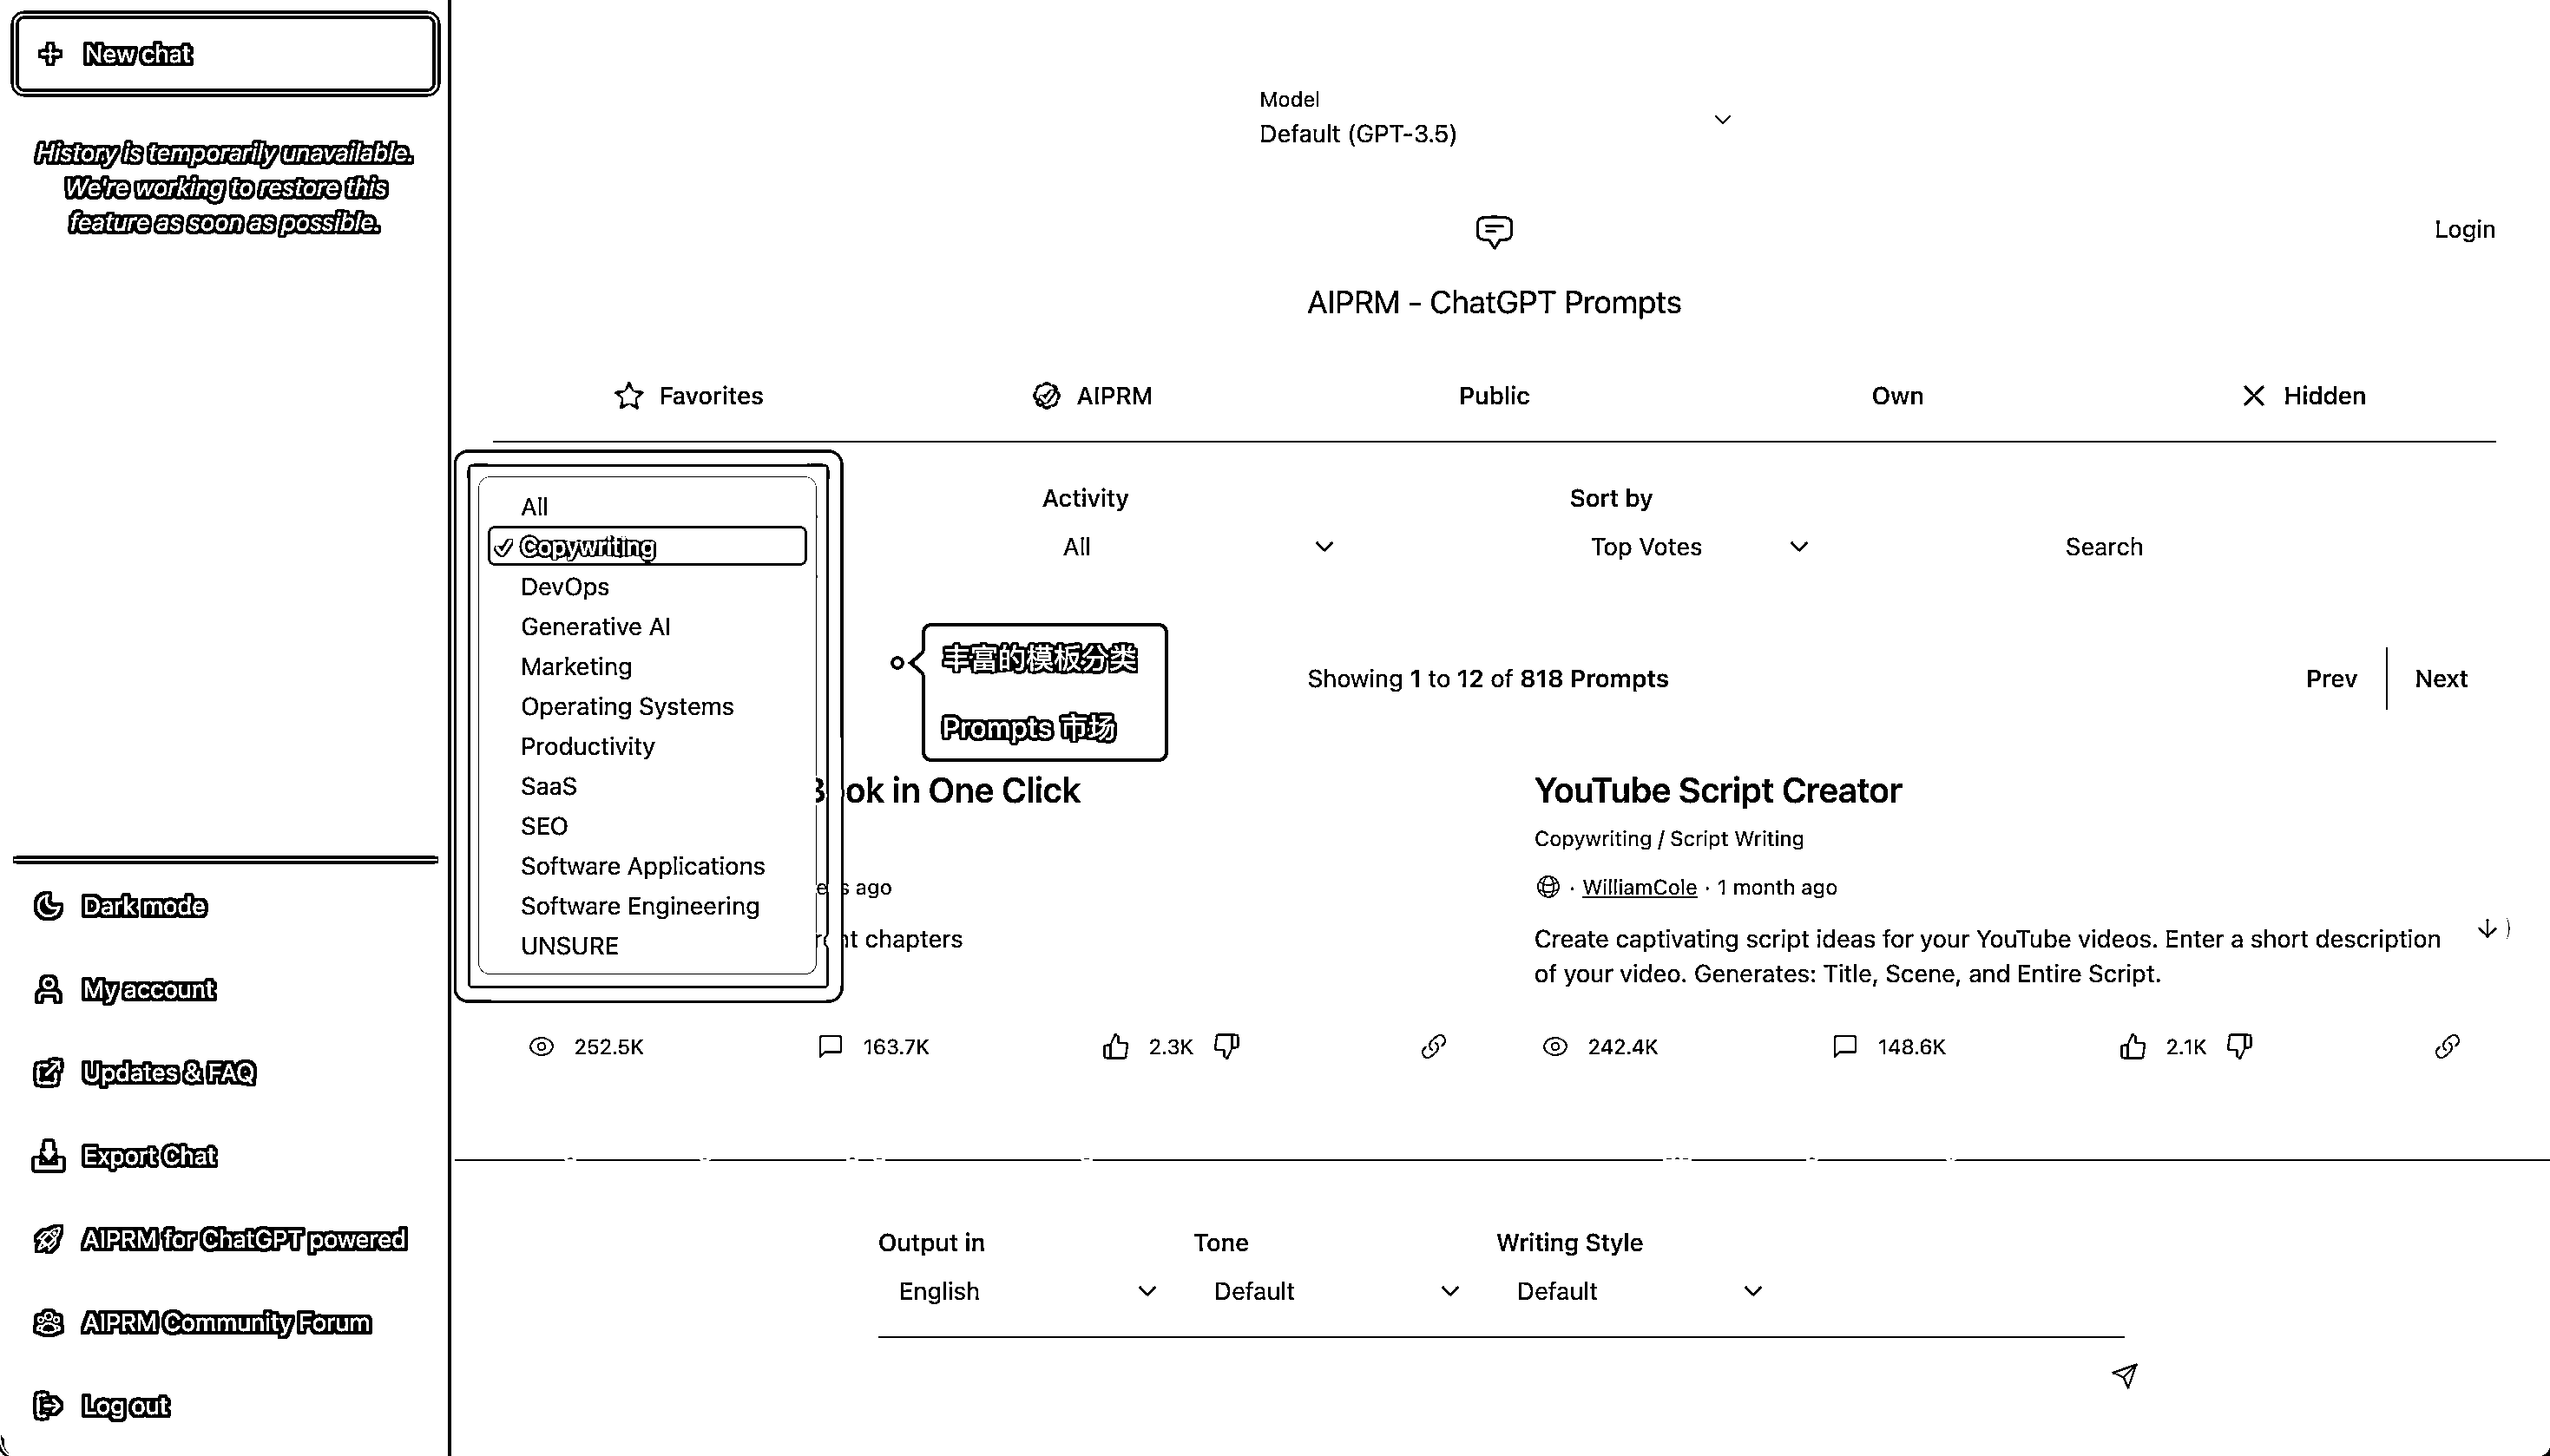 New chat
History is temporarily unavailable.
We're working to restore this
feature as soon as possible.
Dark mode
My account
Updates & FAQ
Export Chat
AIPRM for ChatGPT powered
AIPRM Community Forum
Log out
Model
Default (GPT-3.5)
Login
AIPRM - ChatGPT Prompts
Favorites AIPRM Public Own Hidden
All
Copywriting
DevOps
Generative AI
Marketing
Operating Systems
Productivity
SaaS
SEO
Software Applications
Software Engineering
UNSURE
Activity
All
Sort by
Top Votes
Search
丰富的模板分类
Prompts 市场
Showing 1 to 12 of 818 Prompts
Prev Next
in One Click
ago
chapters
252.5K 163.7K 2.3K
YouTube Script Creator
Copywriting / Script Writing
· WilliamCole · 1 month ago
Create captivating script ideas for your YouTube videos. Enter a short description
of your video. Generates: Title, Scene, and Entire Script.
242.4K 148.6K 2.1K
Output in
English
Tone
Default
Writing Style
Default